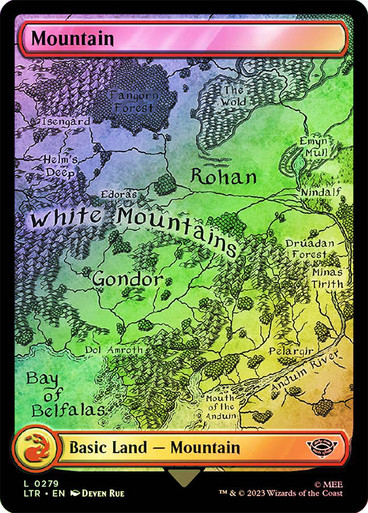 Mountain
Fangorn
Forest
The
Wold
Isengard
Emyn
Muil
Helm's
Deep
Rohan
Edoras
Nindalf
White Mountains
Drúadan
Forest
Minas
Tirith
Gondor
Dol Amroth
Pelargir
Anduin River
Bay
of
Belfalas
Mouth
of the
Anduin
Basic Land — Mountain
L 0279
LTR • EN DEVEN RUE
© MEE
™ & © 2023 Wizards of the Coast